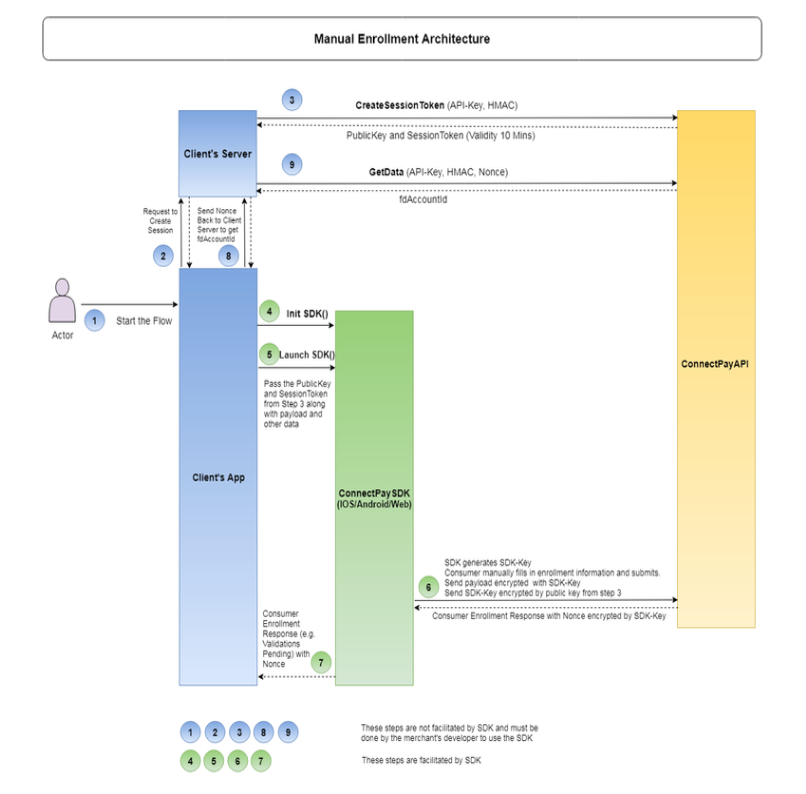 Manual Enrollment Architecture
3
CreateSessionToken (API-Key, HMAC)
PublicKey and SessionToken (Validity 10 Mins)
Client's Server
9
GetData (API-Key, HMAC, Nonce)
fdAccountId
Request to
Create
Session
Send Nonce
Back to Client
Server to get
fdAccountId
2
8
Actor
1
Start the Flow
4
Init SDK()
5
Launch SDK()
Pass the PublicKey
and SessionToken
from Step 3 along
with payload and
other data
ConnectPayAPI
Client's App
ConnectPaySDK
(IOS/Android/Web)
6
SDK generates SDK-Key
Consumer manually fills in enrollment information and submits.
Send payload encrypted with SDK-Key
Send SDK-Key encrypted by public key from step 3
Consumer Enrollment Response with Nonce encrypted by SDK-Key
Consumer
Enrollment
Response (e.g.
Validations
Pending) with
Nonce
7
1 2 3 8 9
These steps are not facilitated by SDK and must be
done by the merchant's developer to use the SDK
4 5 6 7
These steps are facilitated by SDK